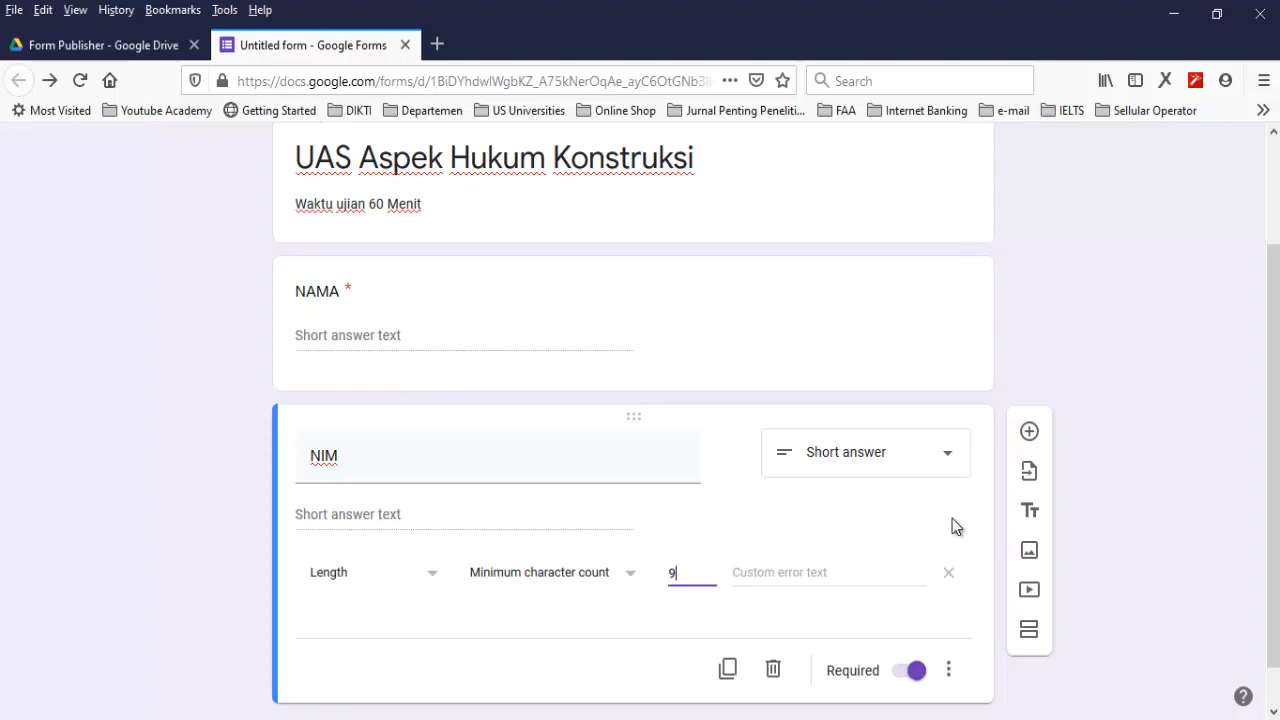 File Edit View History Bookmarks Tools Help
Form Publisher - Google Drive Untitled form - Google Forms
https://docs.google.com/forms/d/1BiDYhdwlWgbKZ_A75kNerOqAe_ayC6OtGNb3l Search
Most Visited Youtube Academy Getting Started DIKTI Departemen US Universities Online Shop Jurnal Penting Peneliti... FAA Internet Banking e-mail IELTS Sellular Operator
UAS Aspek Hukum Konstruksi
Waktu ujian 60 Menit
NAMA *
Short answer text
NIM Short answer
Short answer text
Length Minimum character count 9 Custom error text
Required